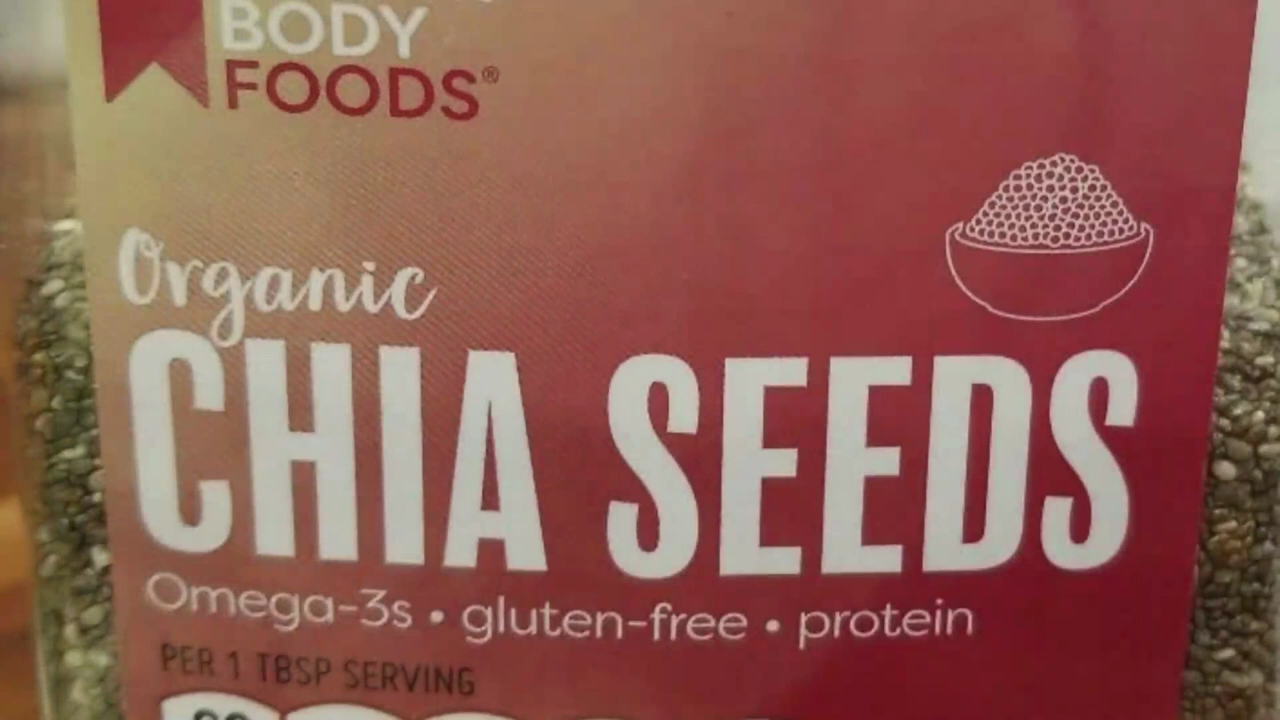 BODY
FOODS®
Organic
CHIA SEEDS
Omega-3s • gluten-free • protein
PER 1 TBSP SERVING